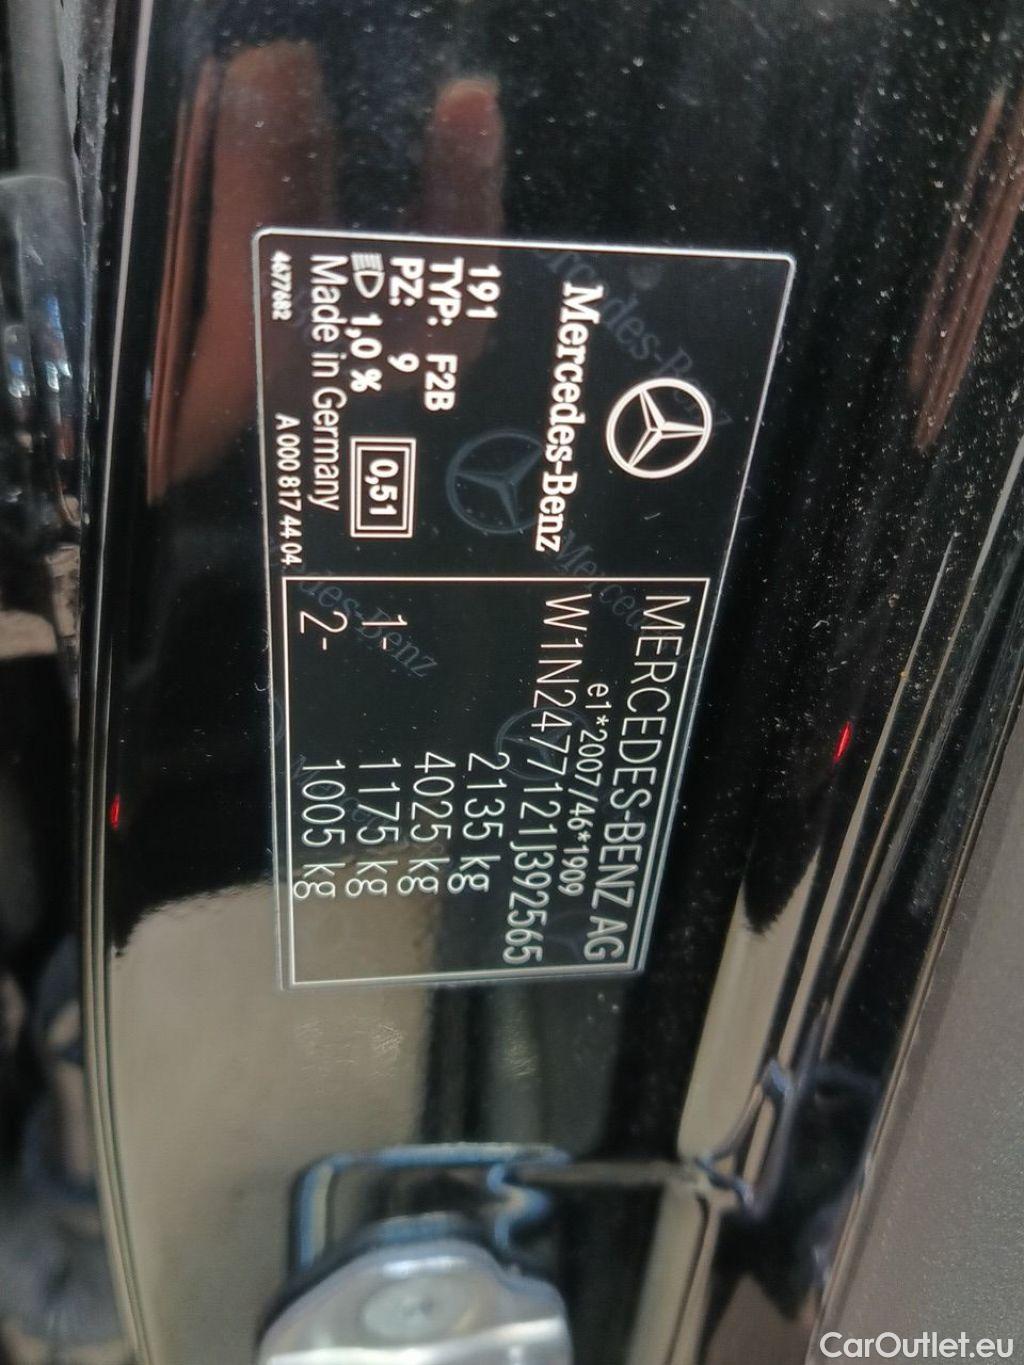 Mercedes-Benz
191
TYP: F2B
PZ: 9
1,0 %
0,51
Made in Germany
4677682
A 000 817 44 04
MERCEDES-BENZ AG
e1*2007/46*1909
W1N2477121J392565
2135 kg
4025 kg
1- 1175 kg
2- 1005 kg
CarOutlet.eu